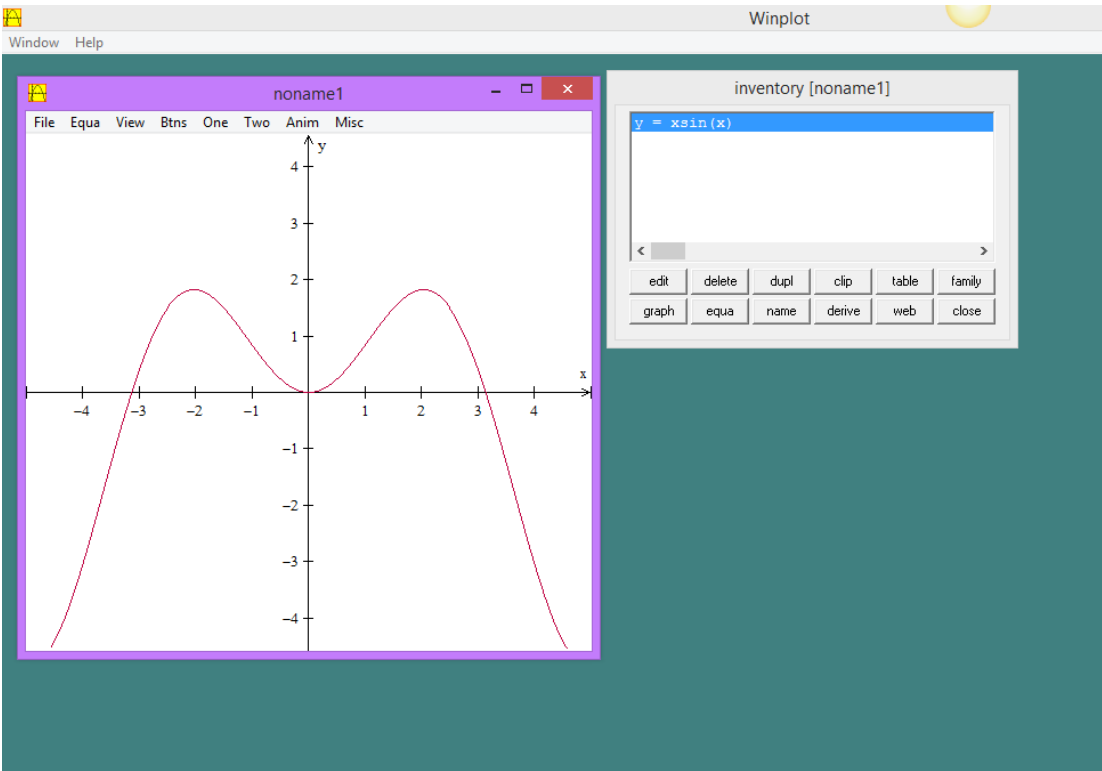 Winplot
Window Help
noname1
File Equa View Btns One Two Anim Misc
y
4
3
2
1
x
−4 −3 −2 −1 1 2 3 4
−1
−2
−3
−4
inventory [noname1]
y = xsin(x)
edit delete dupl clip table family
graph equa name derive web close